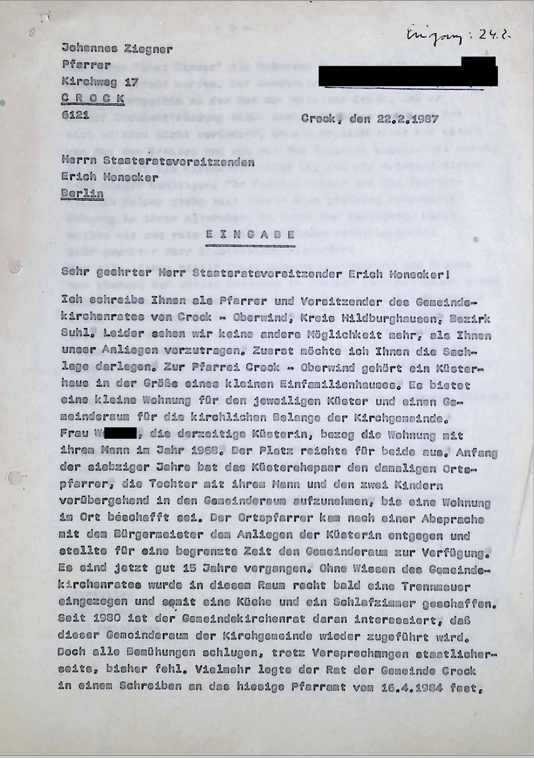 Eingang: 24.2.
Johannes Ziegner
Pfarrer
Kirchweg 17
C R O C K
6121
Crock, den 22.2.1987
Herrn Staatsratsvorsitzenden
Erich Honecker
Berlin
E I N G A B E
Sehr geehrter Herr Staatsratsvorsitzender Erich Honecker!
Ich schreibe Ihnen als Pfarrer und Vorsitzender des Gemeinde-
kirchenrates von Crock - Oberwind, Kreis Hildburghausen, Bezirk
Suhl. Leider sehen wir keine andere Möglichkeit mehr, als Ihnen
unser Anliegen vorzutragen. Zuerst möchte ich Ihnen die Sach-
lage darlegen. Zur Pfarrei Crock - Oberwind gehört ein Küster-
haus in der Größe eines kleinen Einfamilienhauses. Es bietet
eine kleine Wohnung für den jeweiligen Küster und einen Ge-
meinderaum für die kirchlichen Belange der Kirchgemeinde.
Frau W, die derzeitige Küsterin, bezog die Wohnung mit
ihrem Mann im Jahr 1968. Der Platz reichte für beide aus. Anfang
der siebziger Jahre bat das Küsterehepaar den damaligen Orts-
pfarrer, die Tochter mit ihrem Mann und den zwei Kindern
vorübergehend in den Gemeinderaum aufzunehmen, bis eine Wohnung
im Ort beschafft sei. Der Ortspfarrer kam nach einer Absprache
mit dem Bürgermeister dem Anliegen der Küsterin entgegen und
stellte für eine begrenzte Zeit den Gemeinderaum zur Verfügung.
Es sind jetzt gut 15 Jahre vergangen. Ohne Wissen des Gemeinde-
kirchenrates wurde in diesem Raum recht bald eine Trennmauer
eingezogen und somit eine Küche und ein Schlafzimmer geschaffen.
Seit 1980 ist der Gemeindekirchenrat daran interessiert, daß
dieser Gemeinderaum der Kirchgemeinde wieder zugeführt wird.
Doch alle Bemühungen schlugen, trotz Versprechungen staatlicher-
seits, bisher fehl. Vielmehr legte der Rat der Gemeinde Crock
in einem Schreiben an das hiesige Pfarramt vom 16.4.1984 fest,